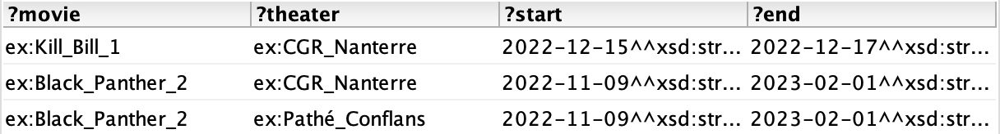 ?movie ?theater ?start ?end
ex:Kill_Bill_1 ex:CGR_Nanterre 2022-12-15^^xsd:str... 2022-12-17^^xsd:str...
ex:Black_Panther_2 ex:CGR_Nanterre 2022-11-09^^xsd:str... 2023-02-01^^xsd:str...
ex:Black_Panther_2 ex:Pathé_Conflans 2022-11-09^^xsd:str... 2023-02-01^^xsd:str...